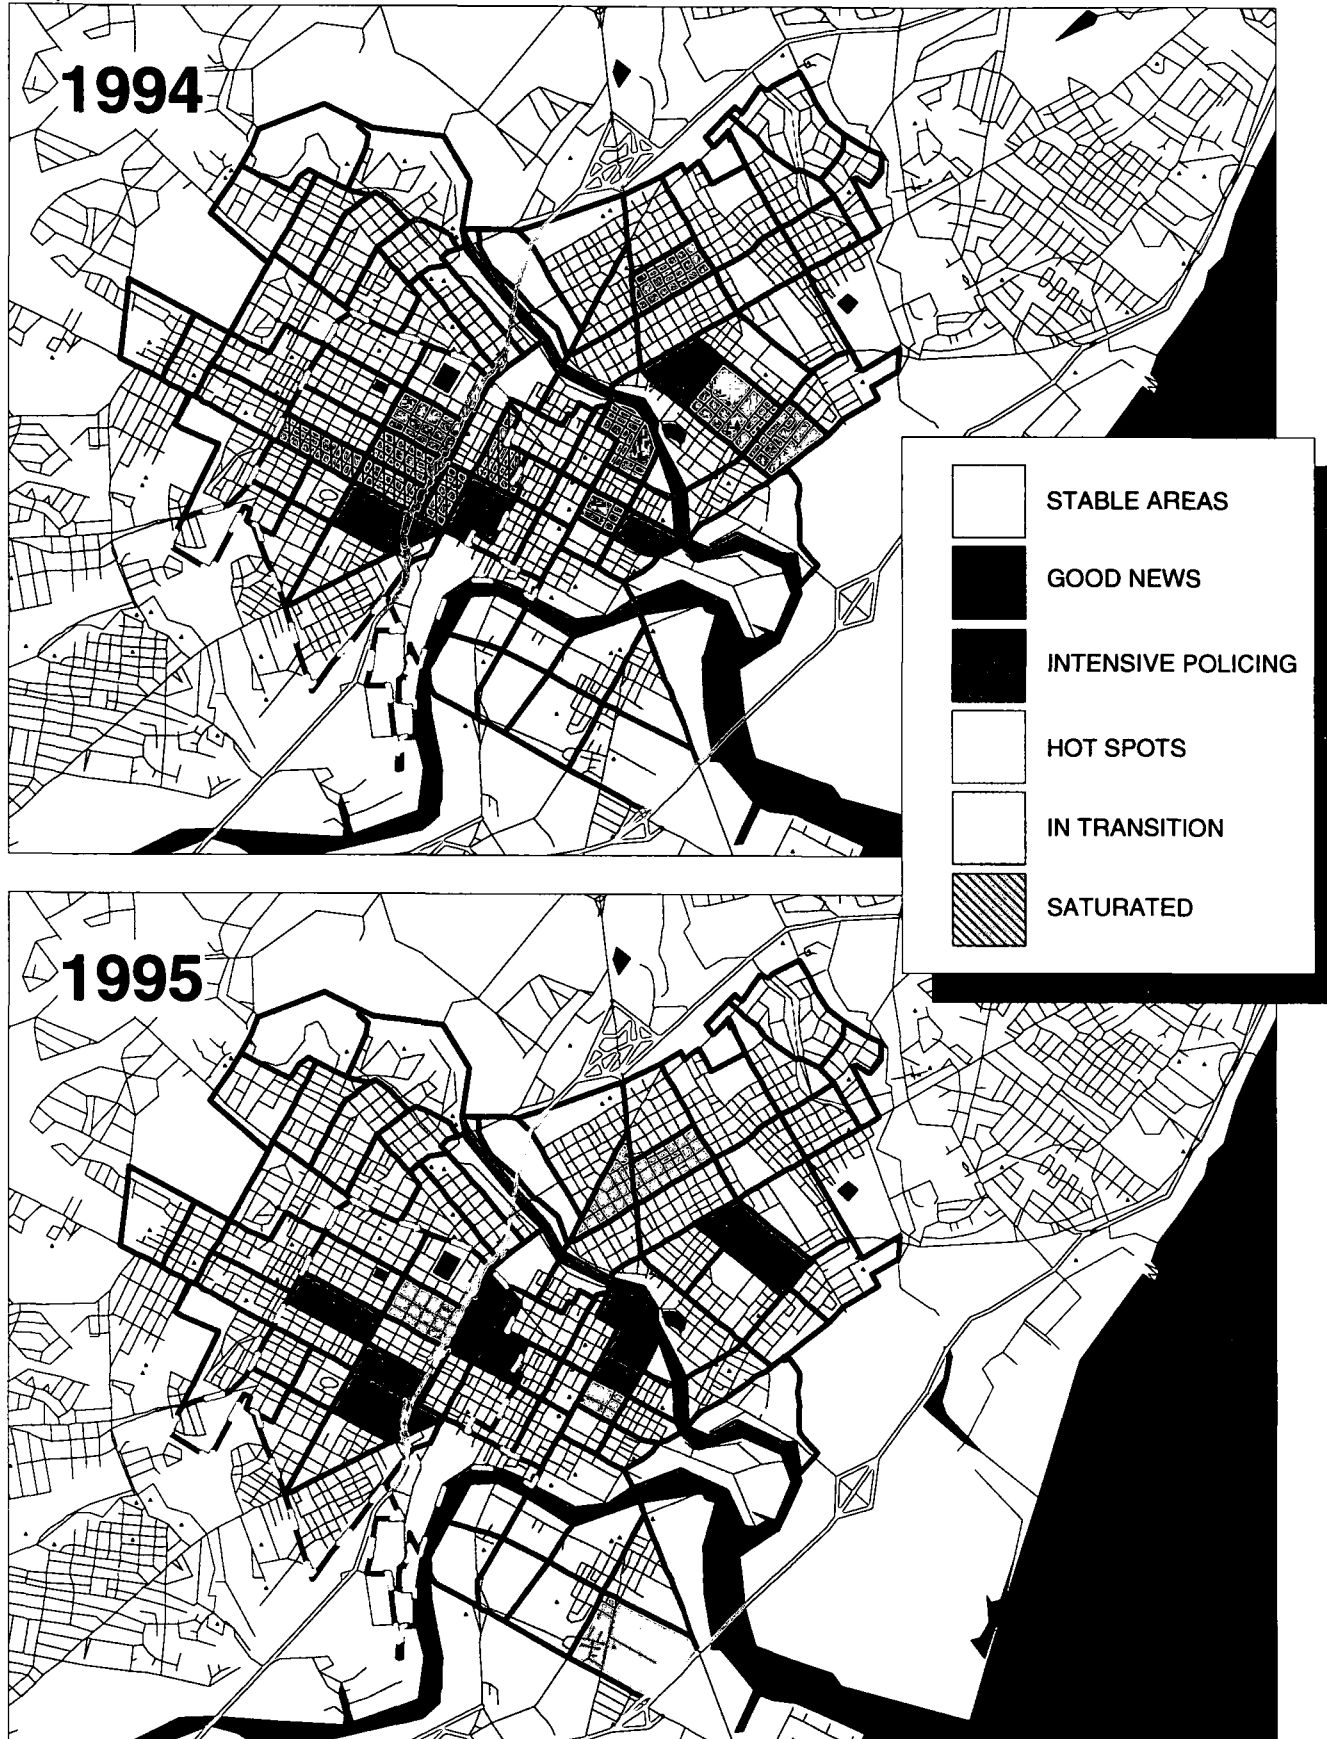 1994
STABLE AREAS
GOOD NEWS
INTENSIVE POLICING
HOT SPOTS
IN TRANSITION
SATURATED
1995